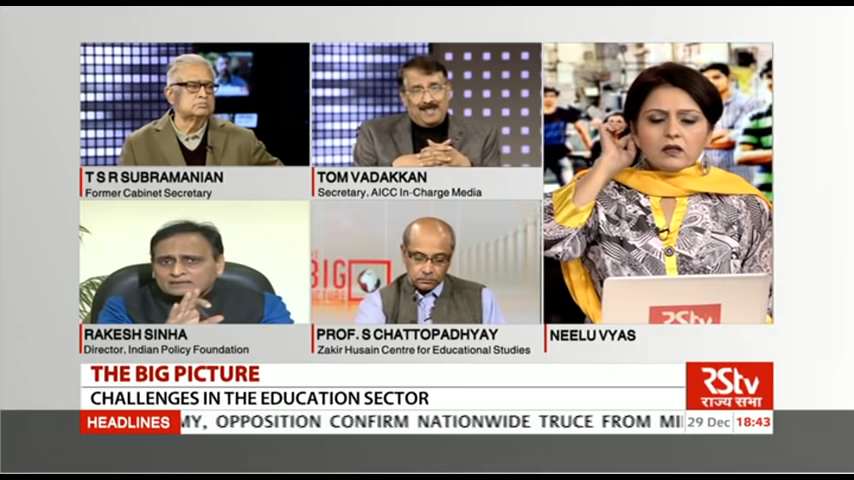 T S R SUBRAMANIAN
Former Cabinet Secretary
TOM VADAKKAN
Secretary, AICC In-Charge Media
BIG
RAKESH SINHA
Director, Indian Policy Foundation
PROF. S CHATTOPADHYAY
Zakir Husain Centre for Educational Studies
RSTV
NEELU VYAS
THE BIG PICTURE
CHALLENGES IN THE EDUCATION SECTOR
RSTV
राज्य सभा
HEADLINES
MY, OPPOSITION CONFIRM NATIONWIDE TRUCE FROM MI
29 Dec 18:43